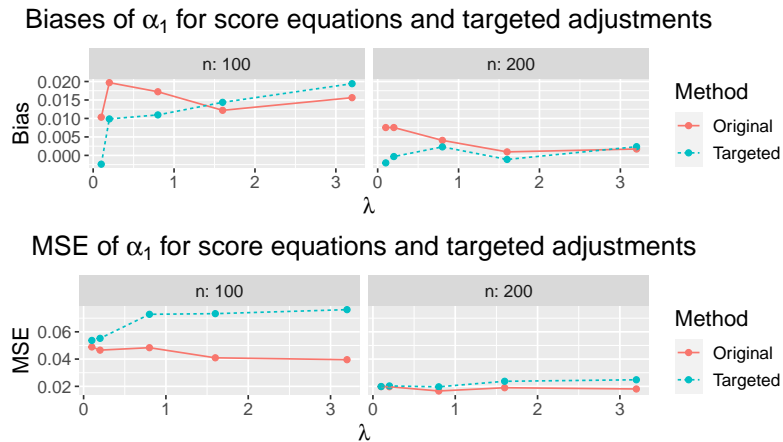 Biases of α₁ for score equations and targeted adjustments
n: 100
n: 200
Bias
0.020
0.015
0.010
0.005
0.000
0 1 2 3
0 1 2 3
λ
Method
Original
Targeted
MSE of α₁ for score equations and targeted adjustments
n: 100
n: 200
MSE
0.06
0.04
0.02
0 1 2 3
0 1 2 3
λ
Method
Original
Targeted